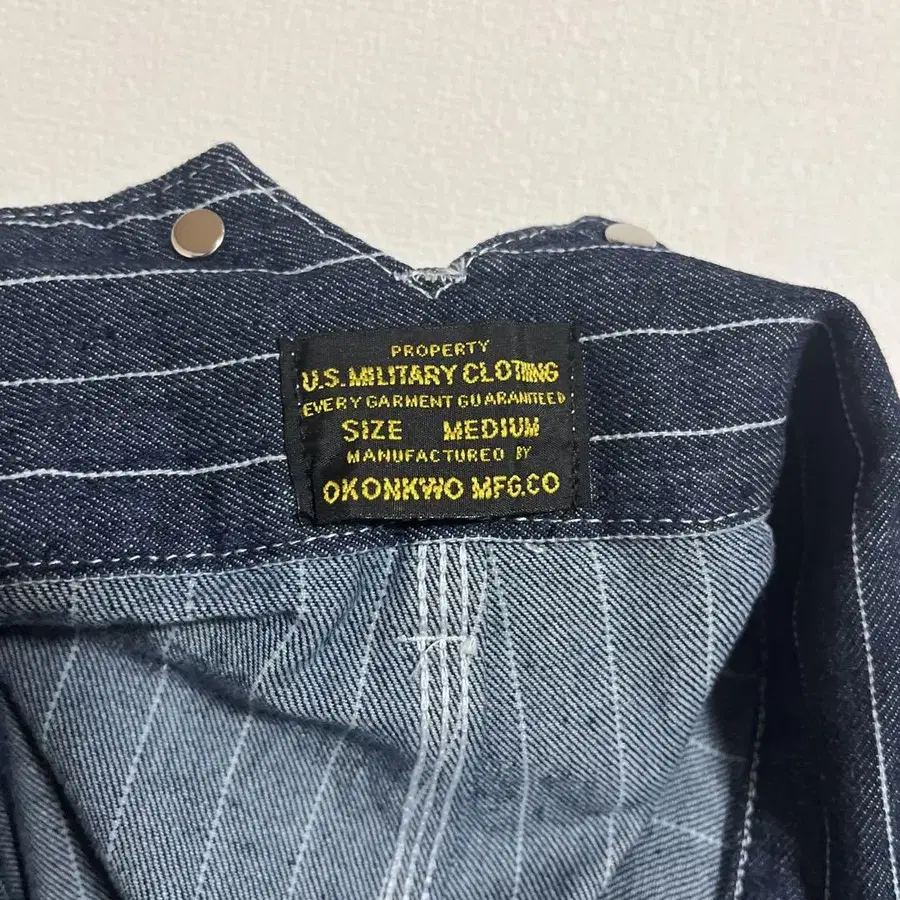 PROPERTY
U.S. MILITARY CLOTHING
EVERY GARMENT GUARANTEED
SIZE MEDIUM
MANUFACTURED BY
OKONKWO MFG.CO